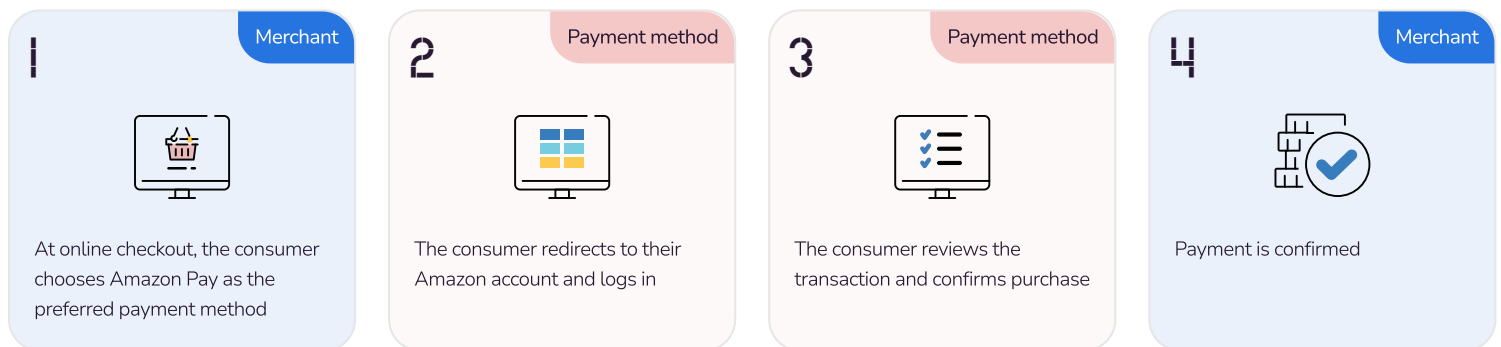 1
Merchant
At online checkout, the consumer
chooses Amazon Pay as the
preferred payment method
2
Payment method
The consumer redirects to their
Amazon account and logs in
3
Payment method
The consumer reviews the
transaction and confirms purchase
4
Merchant
Payment is confirmed